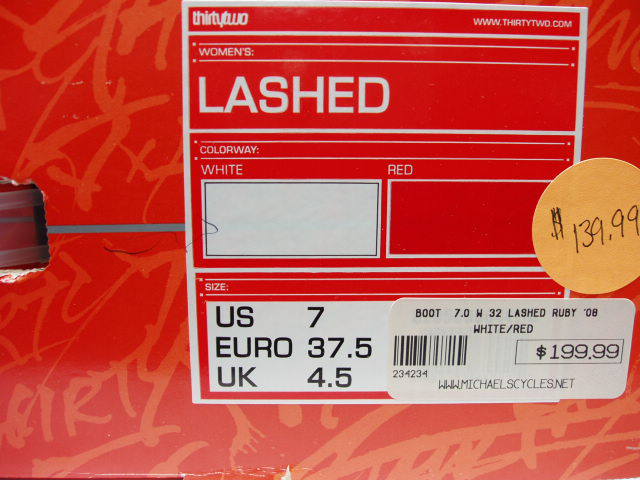 thirtytwo
WWW.THIRTYTWO.COM
WOMEN'S:
LASHED
COLORWAY:
WHITE RED
$139.99
SIZE:
US 7
EURO 37.5
UK 4.5
BOOT 7.0 W 32 LASHED RUBY '08
WHITE/RED
$199.99
234234
WWW.MICHAELSCYCLES.NET